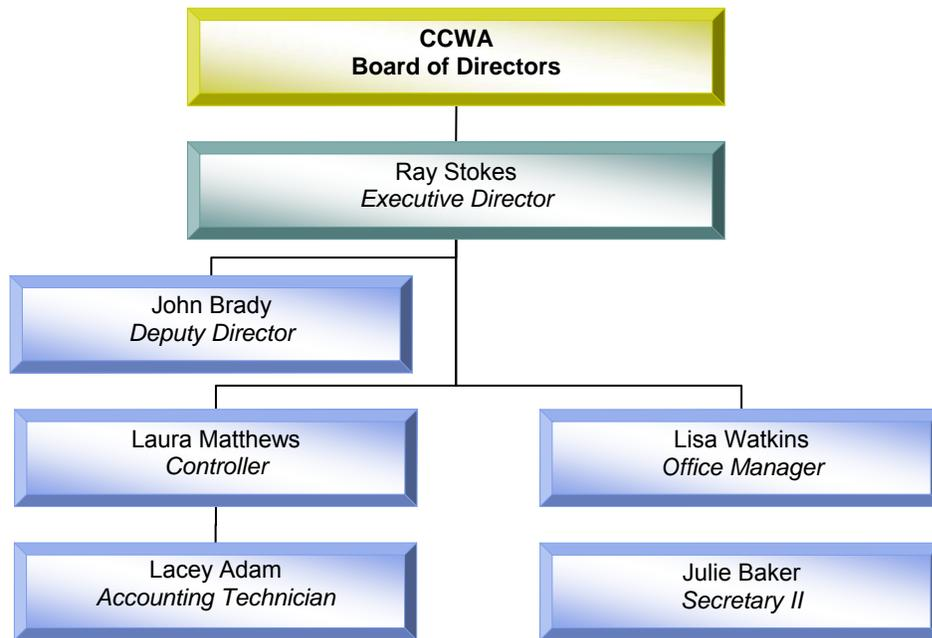 CCWA
Board of Directors
Ray Stokes
Executive Director
John Brady
Deputy Director
Laura Matthews
Controller
Lisa Watkins
Office Manager
Lacey Adam
Accounting Technician
Julie Baker
Secretary II